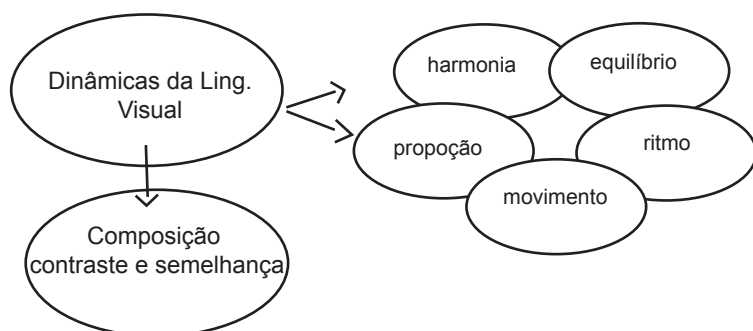 Dinâmicas da Ling.
Visual
harmonia
equilíbrio
propoção
ritmo
movimento
Composição
contraste e semelhança